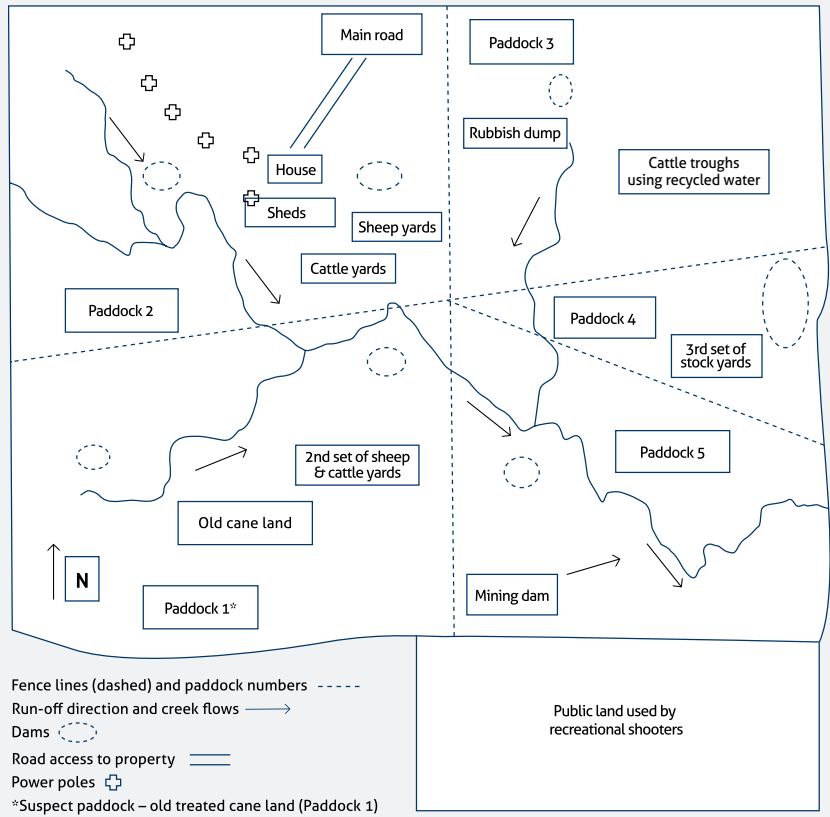 Main road
Paddock 3
Rubbish dump
Cattle troughs
using recycled water
House
Sheds
Sheep yards
Cattle yards
Paddock 2
Paddock 4
3rd set of
stock yards
2nd set of sheep
& cattle yards
Paddock 5
Old cane land
N
Paddock 1*
Mining dam
Public land used by
recreational shooters
Fence lines (dashed) and paddock numbers
Run-off direction and creek flows
Dams
Road access to property
Power poles
*Suspect paddock – old treated cane land (Paddock 1)